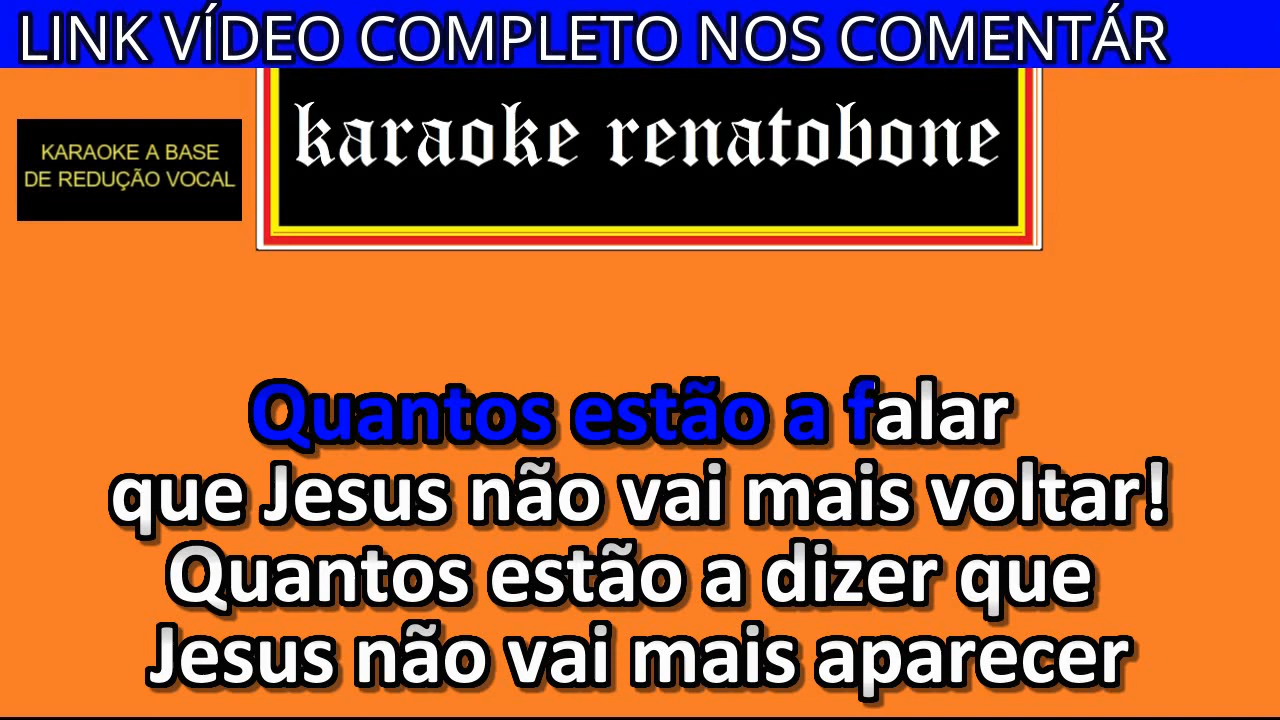 LINK VÍDEO COMPLETO NOS COMENTÁR
karaoke renatobone
KARAOKE A BASE
DE REDUÇÃO VOCAL
Quantos estão a falar
que Jesus não vai mais voltar!
Quantos estão a dizer que
Jesus não vai mais aparecer